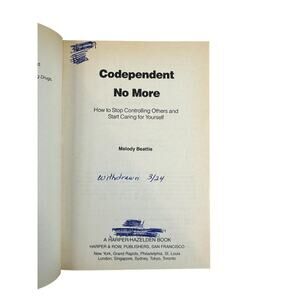 g Drugs,
Codependent
No More
How to Stop Controlling Others and
Start Caring for Yourself
Melody Beattie
Withdrawn 3/24
A HARPER/HAZELDEN BOOK
HARPER & ROW, PUBLISHERS, SAN FRANCISCO
New York, Grand Rapids, Philadelphia, St. Louis
London, Singapore, Sydney, Tokyo, Toronto